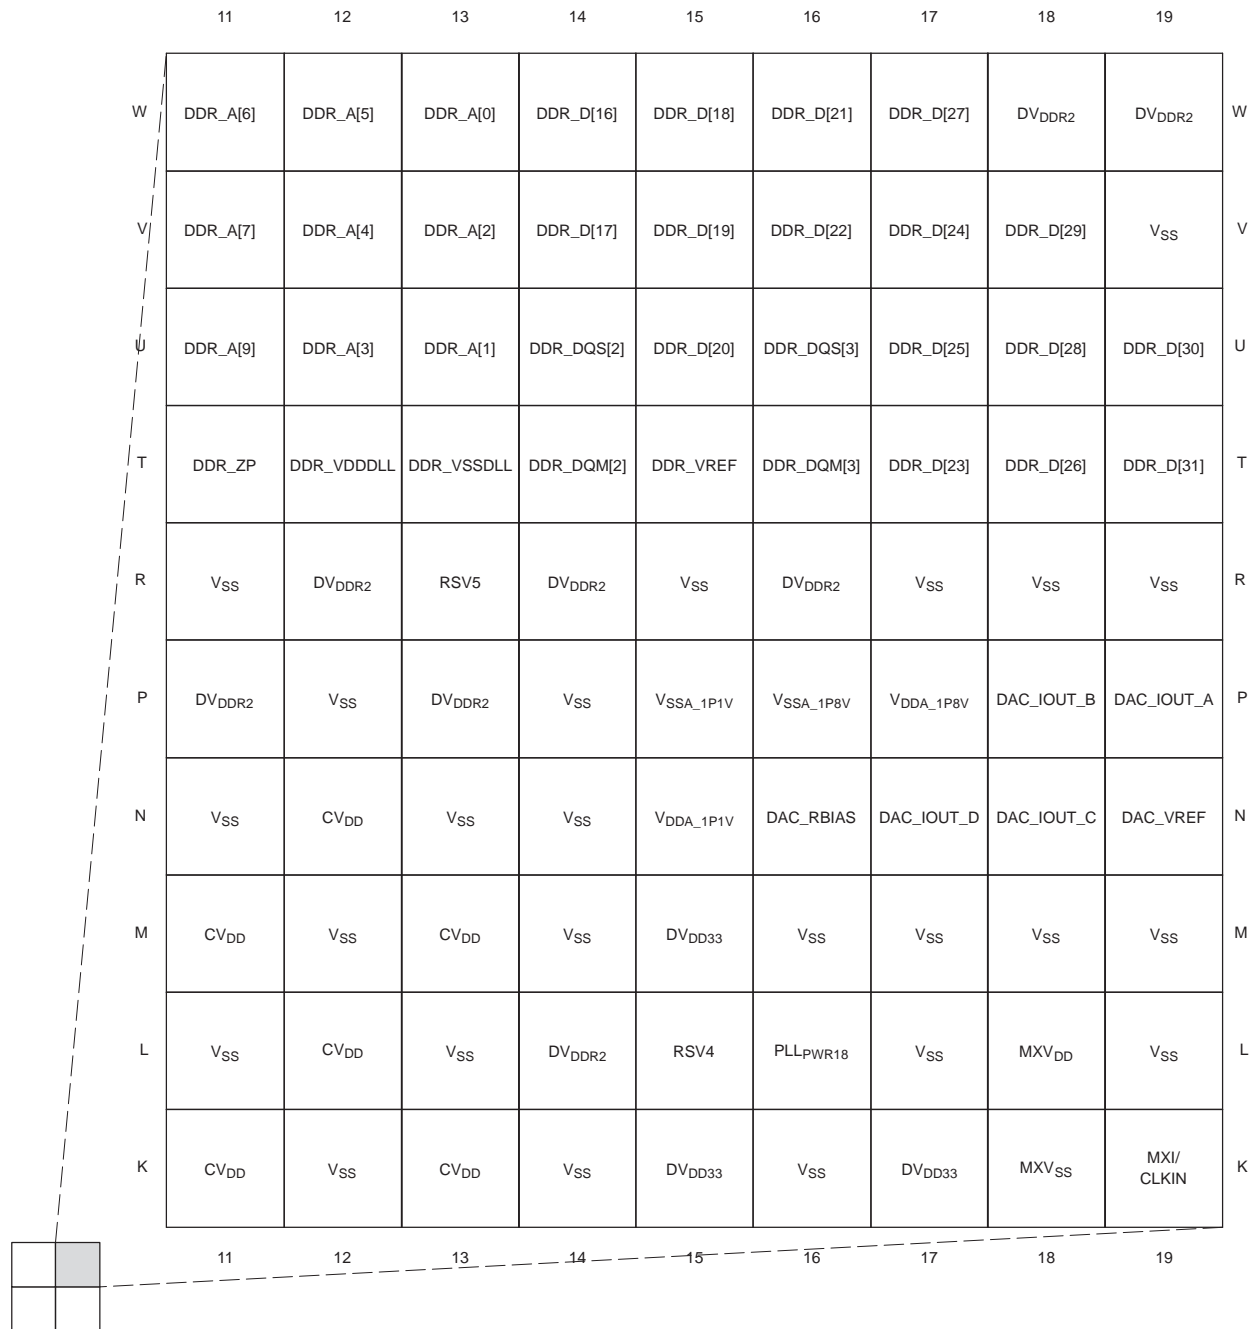 11 12 13 14 15 16 17 18 19
W DDR_A[6] DDR_A[5] DDR_A[0] DDR_D[16] DDR_D[18] DDR_D[21] DDR_D[27] DVDDR2 DVDDR2 W
V DDR_A[7] DDR_A[4] DDR_A[2] DDR_D[17] DDR_D[19] DDR_D[22] DDR_D[24] DDR_D[29] VSS V
U DDR_A[9] DDR_A[3] DDR_A[1] DDR_DQS[2] DDR_D[20] DDR_DQS[3] DDR_D[25] DDR_D[28] DDR_D[30] U
T DDR_ZP DDR_VDDDLL DDR_VSSDLL DDR_DQM[2] DDR_VREF DDR_DQM[3] DDR_D[23] DDR_D[26] DDR_D[31] T
R VSS DVDDR2 RSV5 DVDDR2 VSS DVDDR2 VSS VSS VSS R
P DVDDR2 VSS DVDDR2 VSS VSSA_1P1V VSSA_1P8V VDDA_1P8V DAC_IOUT_B DAC_IOUT_A P
N VSS CVDD VSS VSS VDDA_1P1V DAC_RBIAS DAC_IOUT_D DAC_IOUT_C DAC_VREF N
M CVDD VSS CVDD VSS DVDD33 VSS VSS VSS VSS M
L VSS CVDD VSS DVDDR2 RSV4 PLLPWR18 VSS MXVDD VSS L
K CVDD VSS CVDD VSS DVDD33 VSS DVDD33 MXVSS MXI/ K
CLKIN
11 12 13 14 15 16 17 18 19